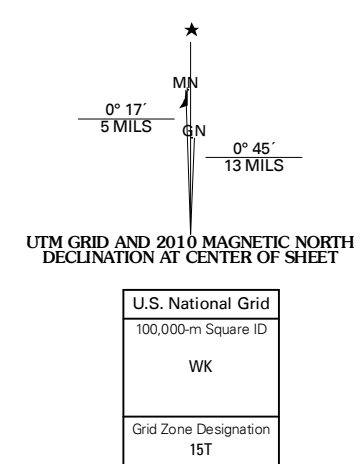 MN
0° 17´
5 MILS
GN
0° 45´
13 MILS
UTM GRID AND 2010 MAGNETIC NORTH
DECLINATION AT CENTER OF SHEET
U.S. National Grid
100,000-m Square ID
WK
Grid Zone Designation
15T